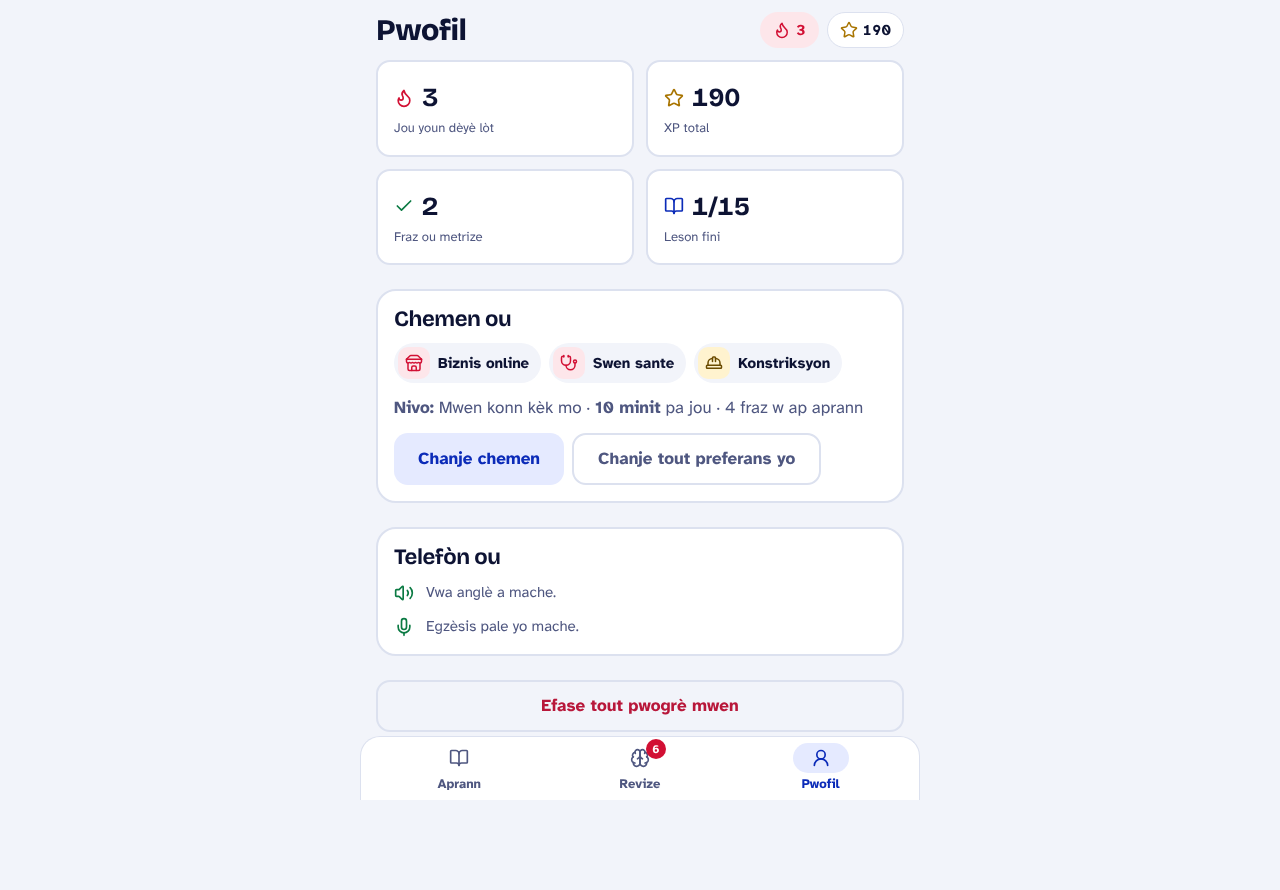 Pwofil
3
190
3
Jou youn dèyè lòt
190
XP total
2
Fraz ou metrize
1/15
Leson fini
Chemen ou
Biznis online
Swen sante
Konstriksyon
Nivo: Mwen konn kèk mo · 10 minit pa jou · 4 fraz w ap aprann
Chanje chemen
Chanje tout preferans yo
Telefòn ou
Vwa anglè a mache.
Egzèsis pale yo mache.
Efase tout pwogrè mwen
6
Aprann
Revize
Pwofil